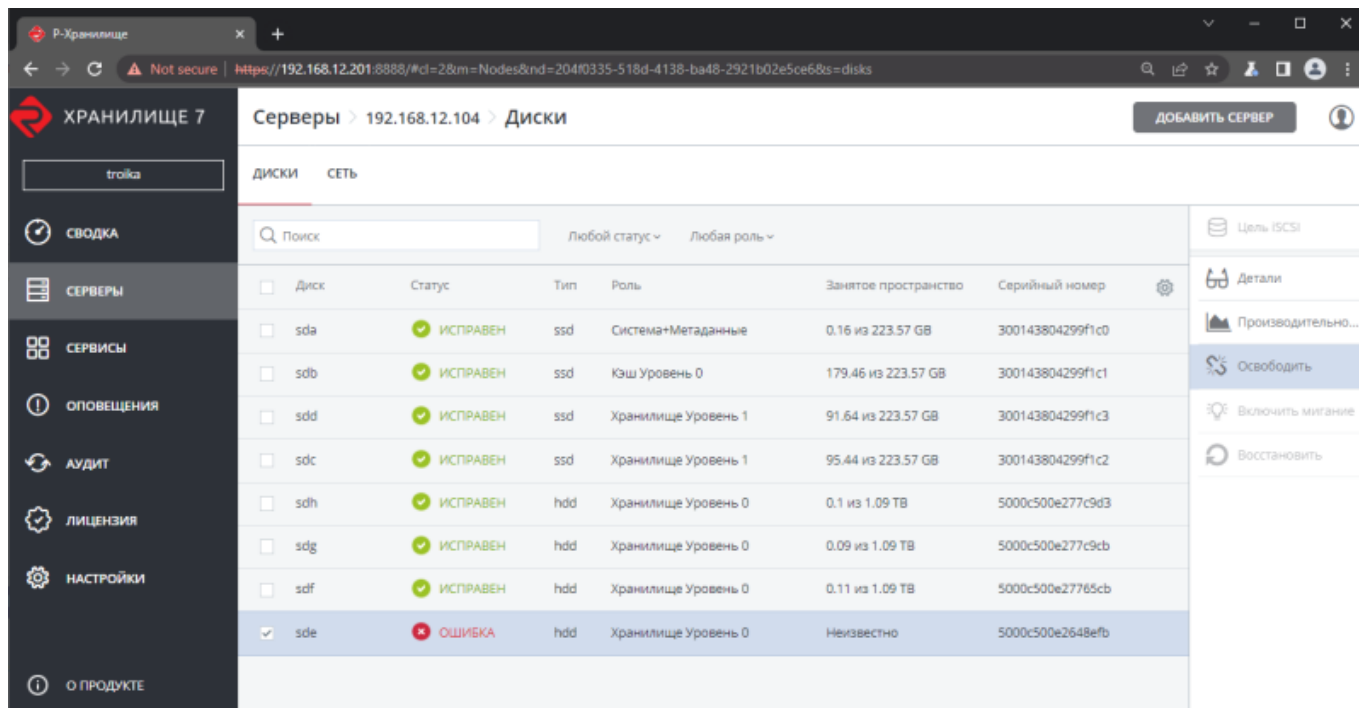 Р-Хранилище
Not secure https://192.168.12.201:8888/#cl=2&m=Nodes&nd=204f0335-518d-4138-ba48-2921b02e5ce6&s=disks
ХРАНИЛИЩЕ 7
Серверы > 192.168.12.104 > Диски
ДОБАВИТЬ СЕРВЕР
troika
ДИСКИ СЕТЬ
СВОДКА
СЕРВЕРЫ
СЕРВИСЫ
ОПОВЕЩЕНИЯ
АУДИТ
ЛИЦЕНЗИЯ
НАСТРОЙКИ
О ПРОДУКТЕ
Поиск Любой статус Любая роль
Диск Статус Тип Роль Занятое пространство Серийный номер
sda ИСПРАВЕН ssd Система+Метаданные 0.16 из 223.57 GB 300143804299f1c0
sdb ИСПРАВЕН ssd Кэш Уровень 0 179.46 из 223.57 GB 300143804299f1c1
sdd ИСПРАВЕН ssd Хранилище Уровень 1 91.64 из 223.57 GB 300143804299f1c3
sdc ИСПРАВЕН ssd Хранилище Уровень 1 95.44 из 223.57 GB 300143804299f1c2
sdh ИСПРАВЕН hdd Хранилище Уровень 0 0.1 из 1.09 TB 5000c500e277c9d3
sdg ИСПРАВЕН hdd Хранилище Уровень 0 0.09 из 1.09 TB 5000c500e277c9cb
sdf ИСПРАВЕН hdd Хранилище Уровень 0 0.11 из 1.09 TB 5000c500e27765cb
sde ОШИБКА hdd Хранилище Уровень 0 Неизвестно 5000c500e2648efb
Цель iSCSI
Детали
Производительно...
Освободить
Включить мигание
Восстановить